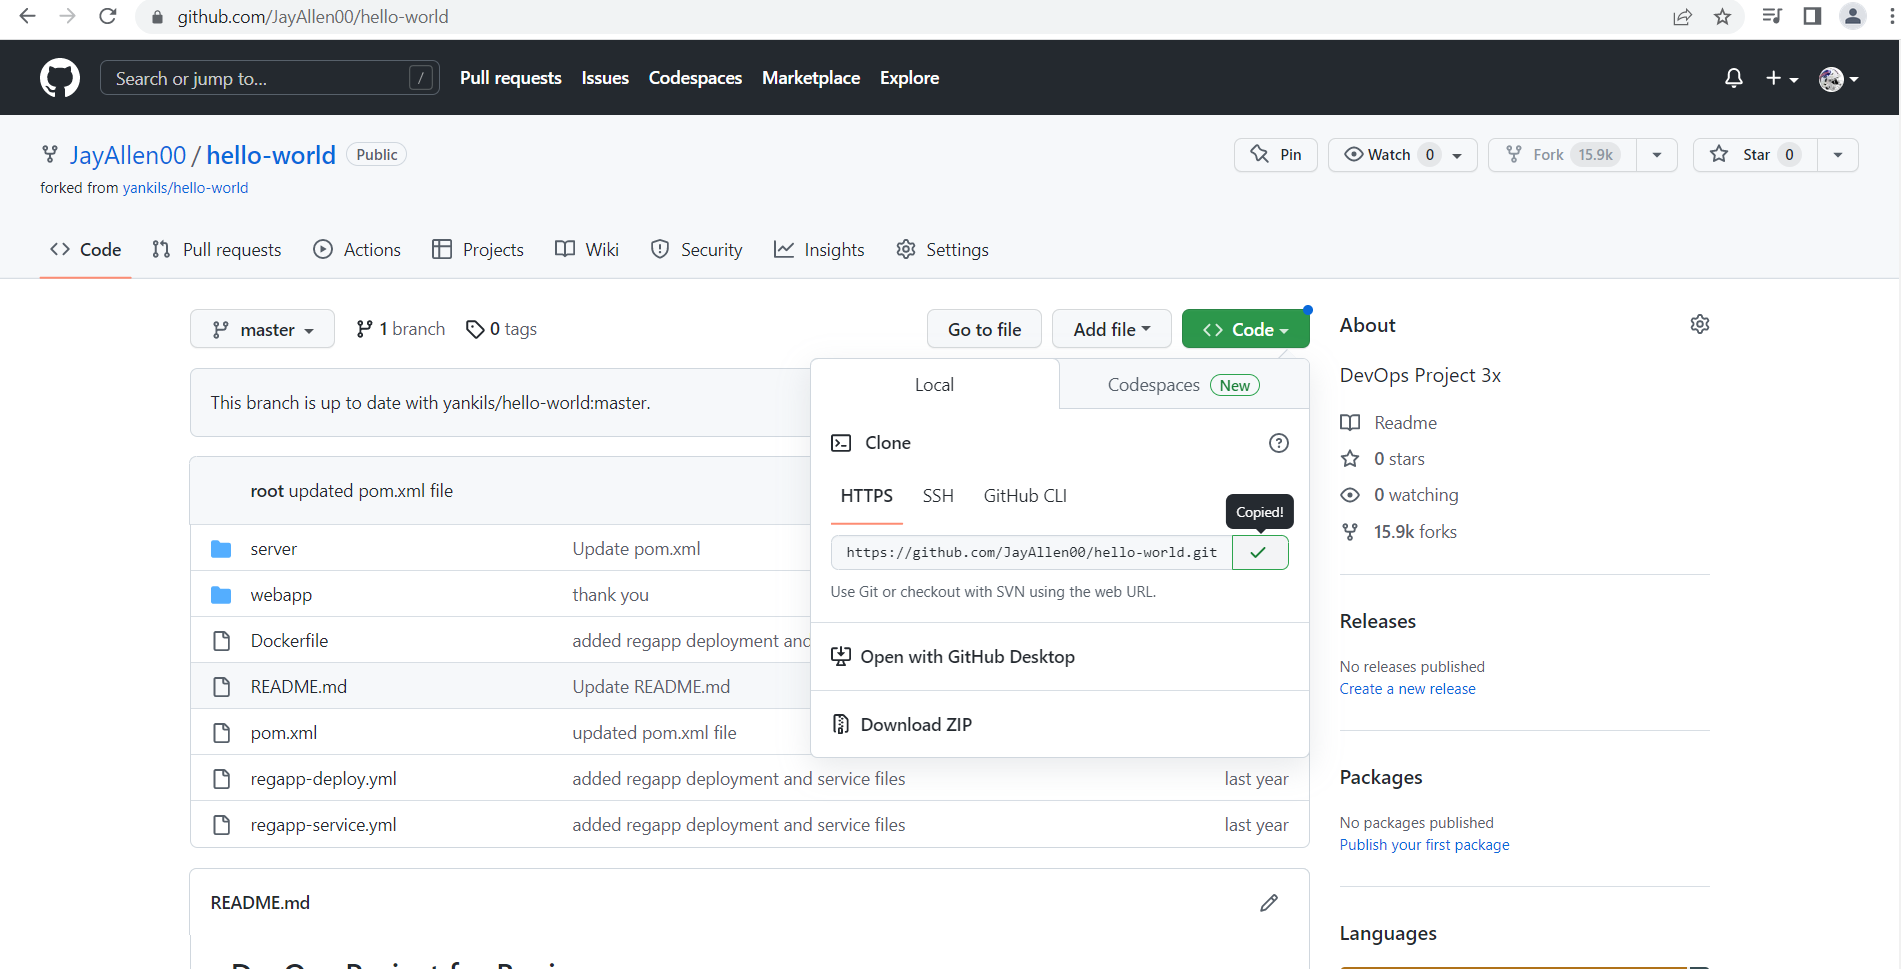 github.com/JayAllen00/hello-world
Search or jump to... /
Pull requests Issues Codespaces Marketplace Explore
JayAllen00 / hello-world Public
Pin Watch 0 Fork 15.9k Star 0
forked from yankils/hello-world
Code Pull requests Actions Projects Wiki Security Insights Settings
master 1 branch 0 tags Go to file Add file Code
This branch is up to date with yankils/hello-world:master.
root updated pom.xml file
server Update pom.xml
webapp thank you
Dockerfile added regapp deployment and
README.md Update README.md
pom.xml updated pom.xml file
regapp-deploy.yml added regapp deployment and service files last year
regapp-service.yml added regapp deployment and service files last year
README.md
Local Codespaces New
Clone
HTTPS SSH GitHub CLI
Copied!
https://github.com/JayAllen00/hello-world.git
Use Git or checkout with SVN using the web URL.
Open with GitHub Desktop
Download ZIP
About
DevOps Project 3x
Readme
0 stars
0 watching
15.9k forks
Releases
No releases published
Create a new release
Packages
No packages published
Publish your first package
Languages